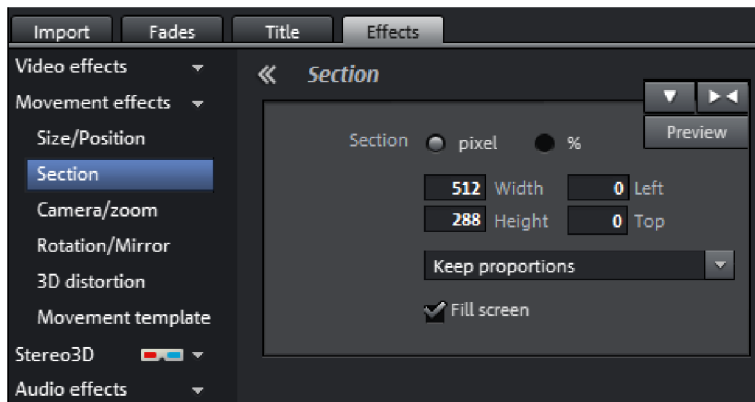 Import Fades Title Effects
Video effects
Movement effects
Size/Position
Section
Camera/zoom
Rotation/Mirror
3D distortion
Movement template
Stereo3D
Audio effects
Section
Preview
Section pixel %
512 Width 0 Left
288 Height 0 Top
Keep proportions
Fill screen